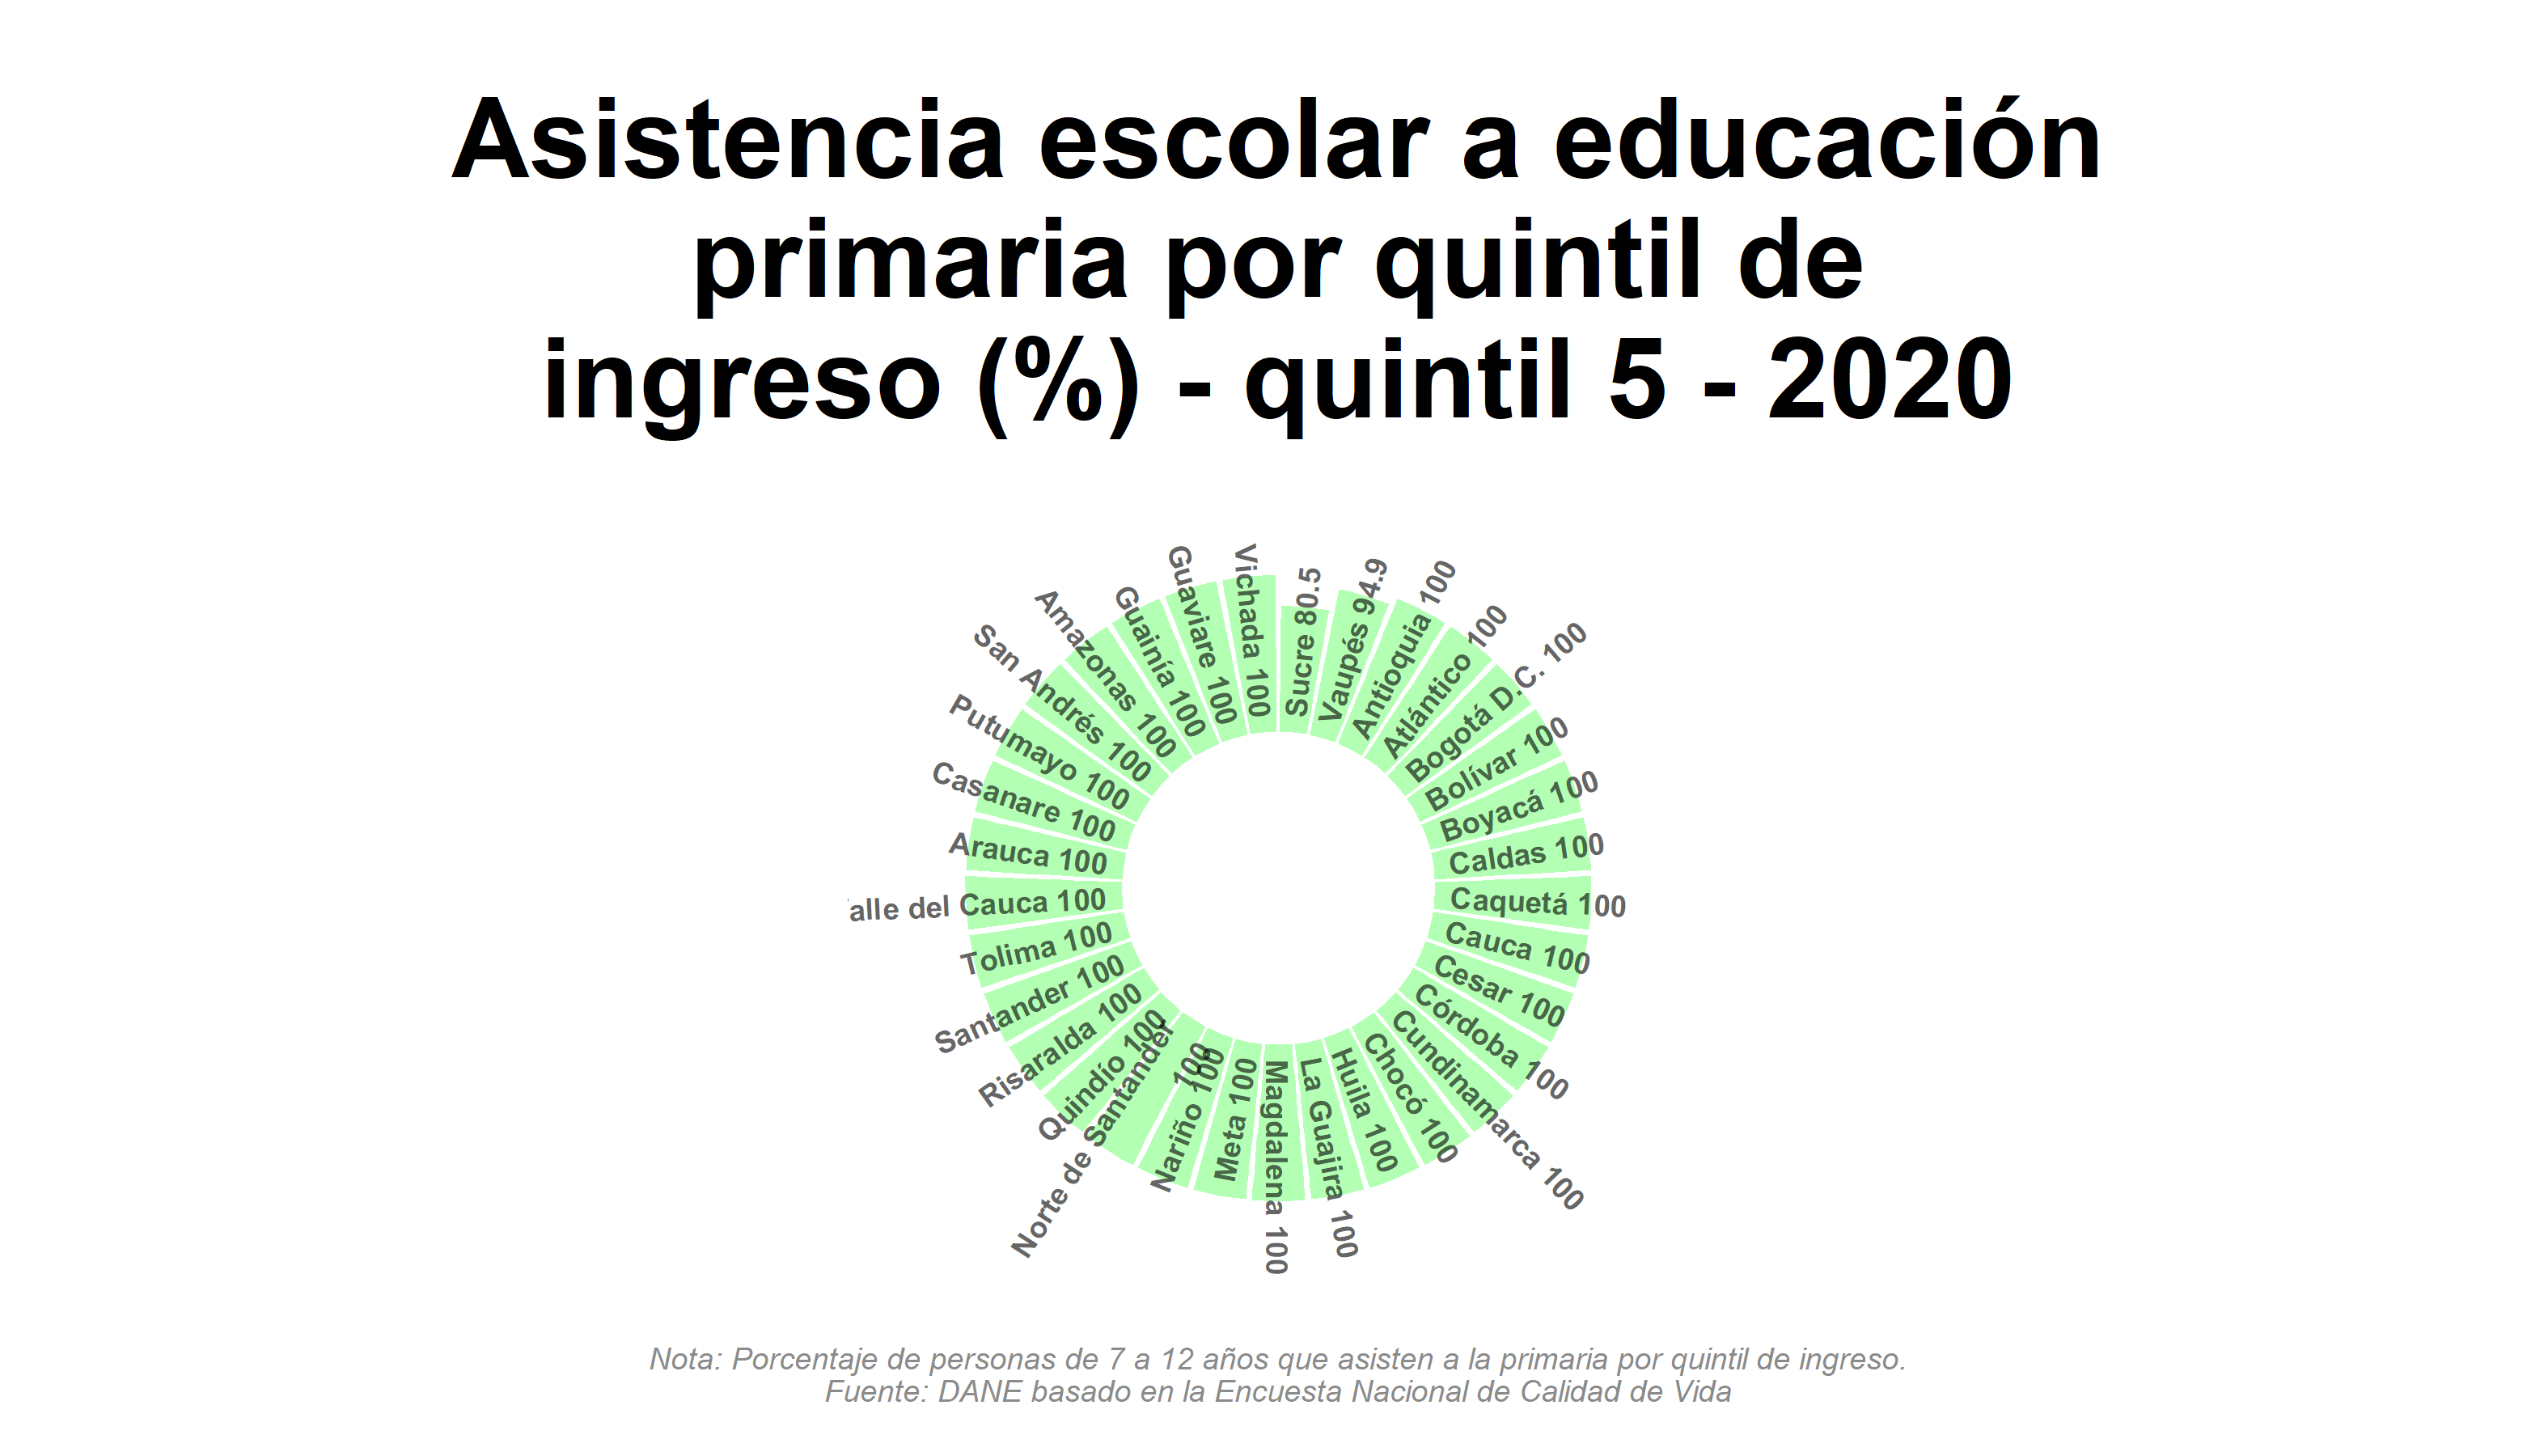 Asistencia escolar a educación
primaria por quintil de
ingreso (%) - quintil 5 - 2020
Sucre 80.5
Vaupés 94.9
Antioquia 100
Atlántico 100
Bogotá D.C. 100
Bolívar 100
Boyacá 100
Caldas 100
Caquetá 100
Cauca 100
Cesar 100
Córdoba 100
Cundinamarca 100
Chocó 100
Huila 100
La Guajira 100
Magdalena 100
Meta 100
Nariño 100
Norte de Santander
100
Quindío 100
Risaralda 100
Santander 100
Tolima 100
alle del Cauca 100
Arauca 100
Casanare 100
Putumayo 100
San Andrés 100
Amazonas 100
Guainía 100
Guaviare 100
Vichada 100
Nota: Porcentaje de personas de 7 a 12 años que asisten a la primaria por quintil de ingreso.
Fuente: DANE basado en la Encuesta Nacional de Calidad de Vida